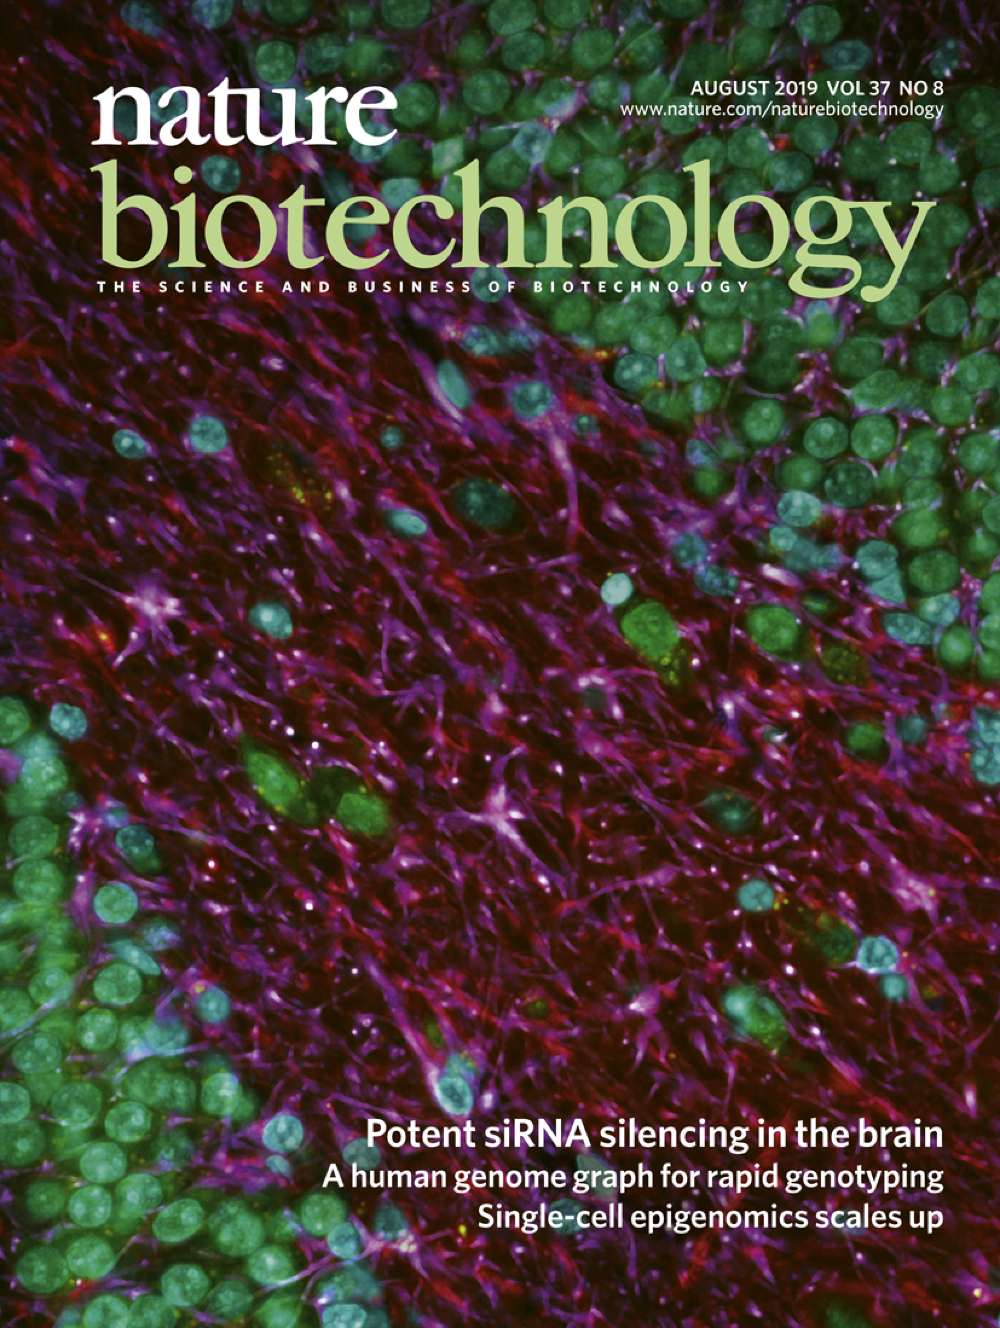 nature
AUGUST 2019 VOL 37 NO 8
www.nature.com/naturebiotechnology
biotechnology
THE SCIENCE AND BUSINESS OF BIOTECHNOLOGY
Potent siRNA silencing in the brain
A human genome graph for rapid genotyping
Single-cell epigenomics scales up